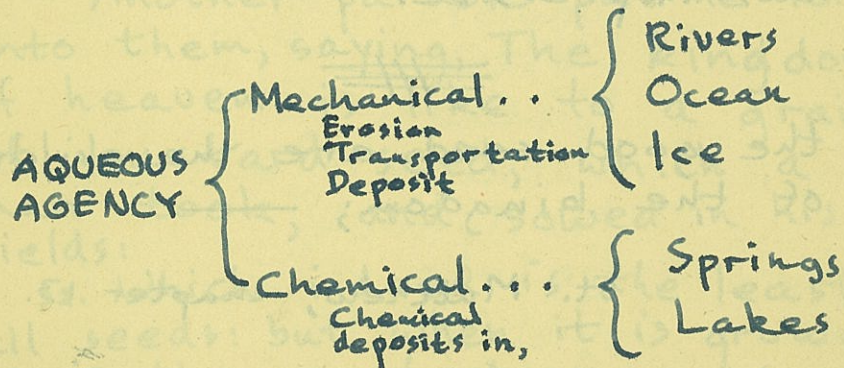 AQUEOUS
AGENCY
Mechanical . .
Erosion
Transportation
Deposit
Rivers
Ocean
Ice
Chemical . . .
Chemical
deposits in,
Springs
Lakes